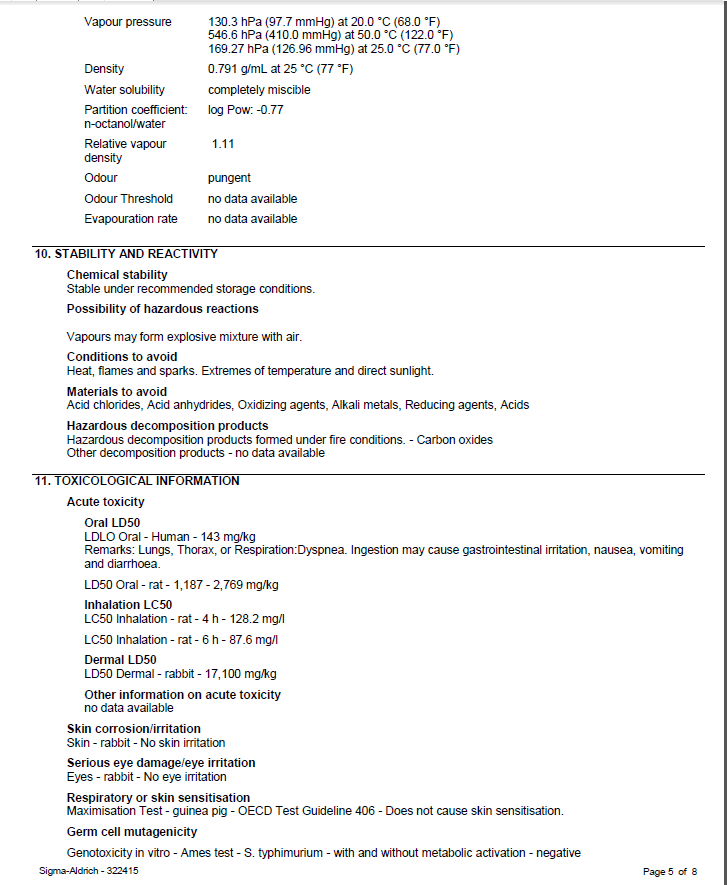 Vapour pressure 130.3 hPa (97.7 mmHg) at 20.0 °C (68.0 °F)
546.6 hPa (410.0 mmHg) at 50.0 °C (122.0 °F)
169.27 hPa (126.96 mmHg) at 25.0 °C (77.0 °F)
Density 0.791 g/mL at 25 °C (77 °F)
Water solubility completely miscible
Partition coefficient: log Pow: -0.77
n-octanol/water
Relative vapour 1.11
density
Odour pungent
Odour Threshold no data available
Evapouration rate no data available
10. STABILITY AND REACTIVITY
Chemical stability
Stable under recommended storage conditions.
Possibility of hazardous reactions
Vapours may form explosive mixture with air.
Conditions to avoid
Heat, flames and sparks. Extremes of temperature and direct sunlight.
Materials to avoid
Acid chlorides, Acid anhydrides, Oxidizing agents, Alkali metals, Reducing agents, Acids
Hazardous decomposition products
Hazardous decomposition products formed under fire conditions. - Carbon oxides
Other decomposition products - no data available
11. TOXICOLOGICAL INFORMATION
Acute toxicity
Oral LD50
LDLO Oral - Human - 143 mg/kg
Remarks: Lungs, Thorax, or Respiration:Dyspnea. Ingestion may cause gastrointestinal irritation, nausea, vomiting
and diarrhoea.
LD50 Oral - rat - 1,187 - 2,769 mg/kg
Inhalation LC50
LC50 Inhalation - rat - 4 h - 128.2 mg/l
LC50 Inhalation - rat - 6 h - 87.6 mg/l
Dermal LD50
LD50 Dermal - rabbit - 17,100 mg/kg
Other information on acute toxicity
no data available
Skin corrosion/irritation
Skin - rabbit - No skin irritation
Serious eye damage/eye irritation
Eyes - rabbit - No eye irritation
Respiratory or skin sensitisation
Maximisation Test - guinea pig - OECD Test Guideline 406 - Does not cause skin sensitisation.
Germ cell mutagenicity
Genotoxicity in vitro - Ames test - S. typhimurium - with and without metabolic activation - negative
Sigma-Aldrich - 322415 Page 5 of 8